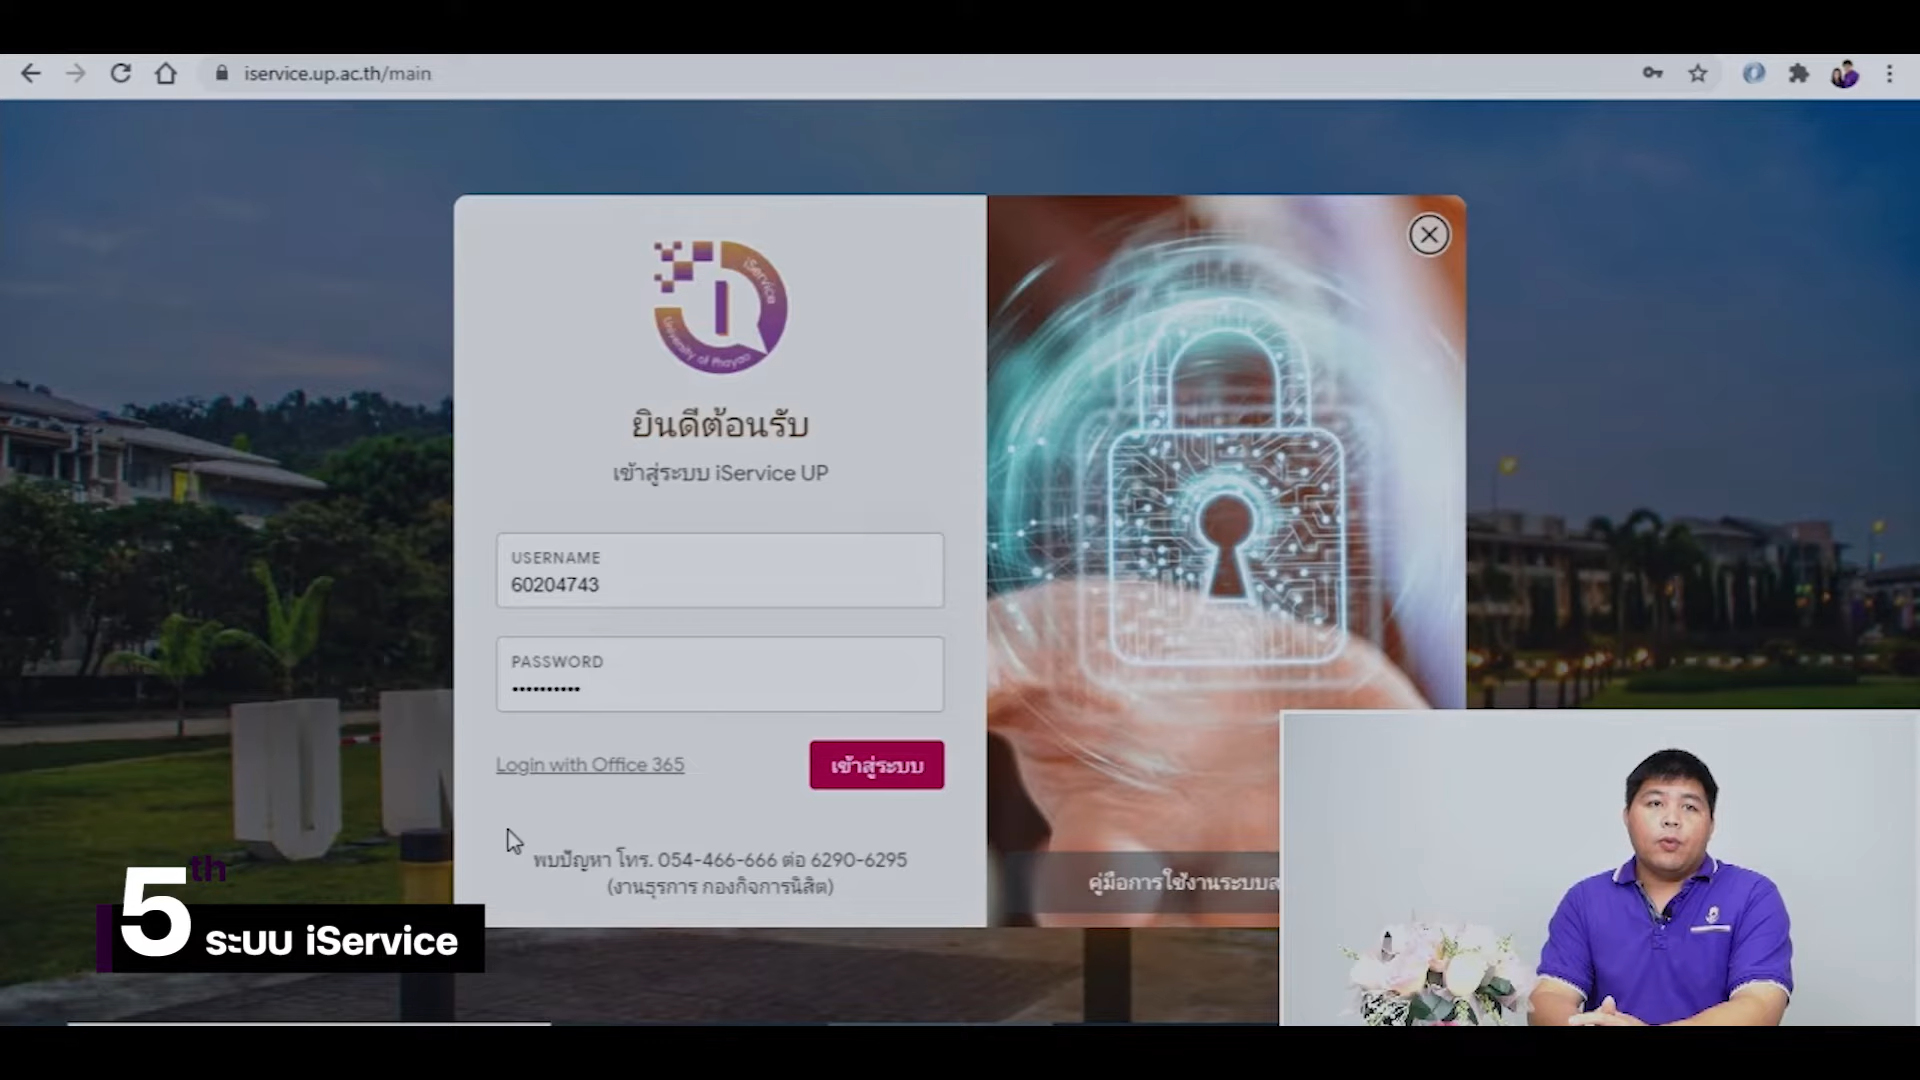 iservice.up.ac.th/main
iService
University of Phayao
ยินดีต้อนรับ
เข้าสู่ระบบ iService UP
USERNAME
60204743
PASSWORD
Login with Office 365
เข้าสู่ระบบ
พบปัญหา โทร. 054-466-666 ต่อ 6290-6295
(งานธุรการ กองกิจการนิสิต)
คู่มือการใช้งานระบบส
5th ระบบ iService
U